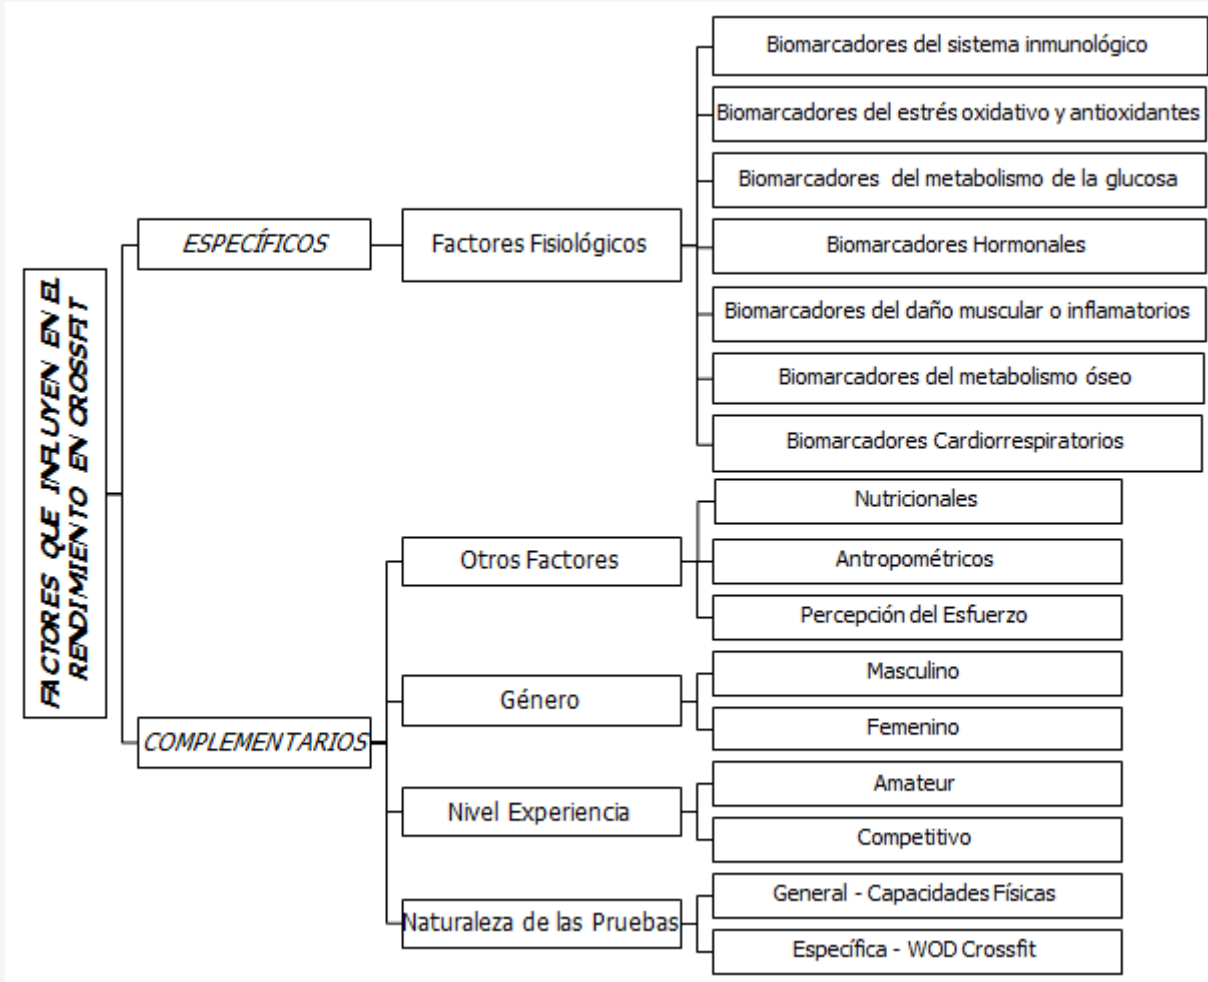 FACTORES QUE INFLUYEN EN EL
RENDIMIENTO EN CROSSFIT
ESPECÍFICOS
Factores Fisiológicos
Biomarcadores del sistema inmunológico
Biomarcadores del estrés oxidativo y antioxidantes
Biomarcadores del metabolismo de la glucosa
Biomarcadores Hormonales
Biomarcadores del daño muscular o inflamatorios
Biomarcadores del metabolismo óseo
Biomarcadores Cardiorrespiratorios
COMPLEMENTARIOS
Otros Factores
Nutricionales
Antropométricos
Percepción del Esfuerzo
Género
Masculino
Femenino
Nivel Experiencia
Amateur
Competitivo
Naturaleza de las Pruebas
General - Capacidades Físicas
Específica - WOD Crossfit